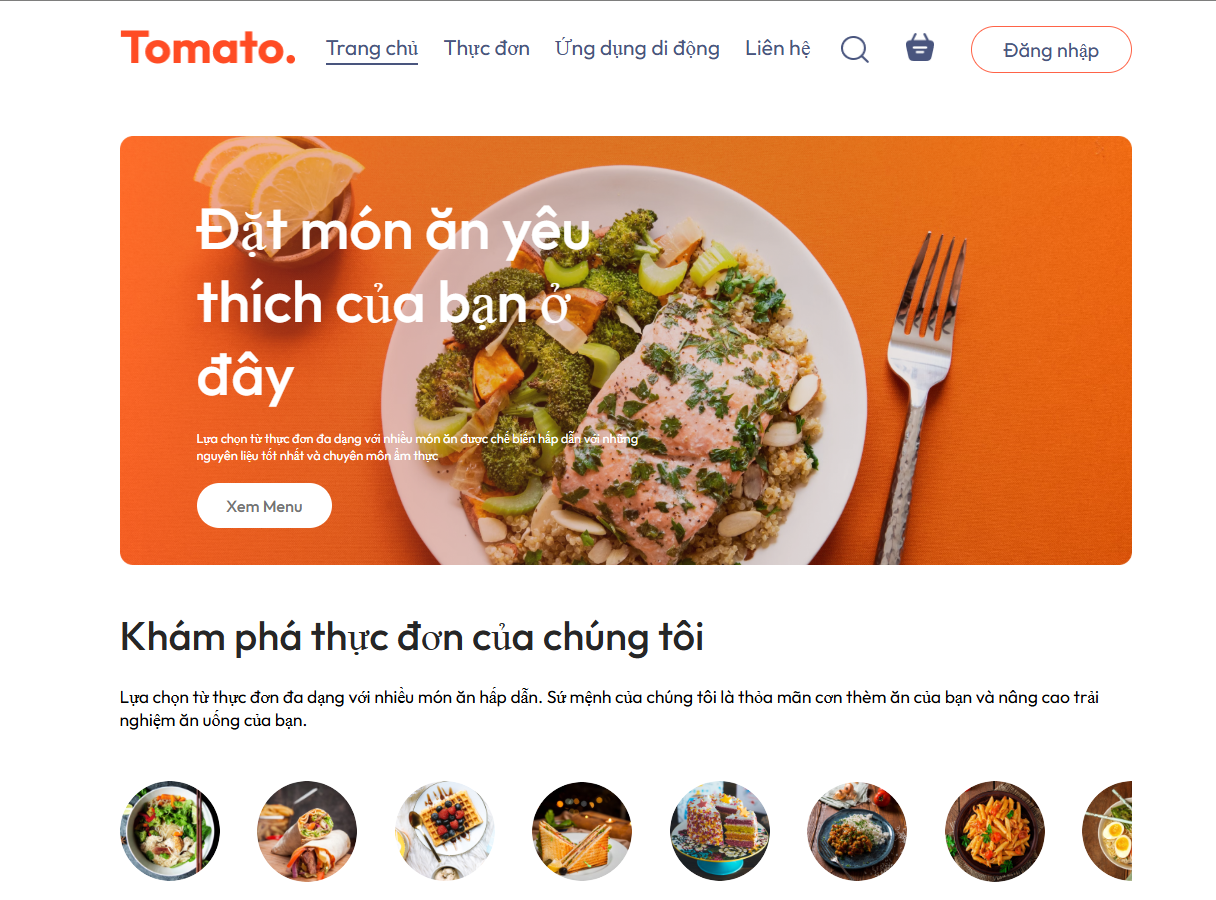 Tomato.
Trang chủ
Thực đơn
Ứng dụng di động
Liên hệ
Đăng nhập
Đặt món ăn yêu
thích của bạn ở
đây
Lựa chọn từ thực đơn đa dạng với nhiều món ăn được chế biến hấp dẫn với những
nguyên liệu tốt nhất và chuyên môn ẩm thực
Xem Menu
Khám phá thực đơn của chúng tôi
Lựa chọn từ thực đơn đa dạng với nhiều món ăn hấp dẫn. Sứ mệnh của chúng tôi là thỏa mãn cơn thèm ăn của bạn và nâng cao trải
nghiệm ăn uống của bạn.